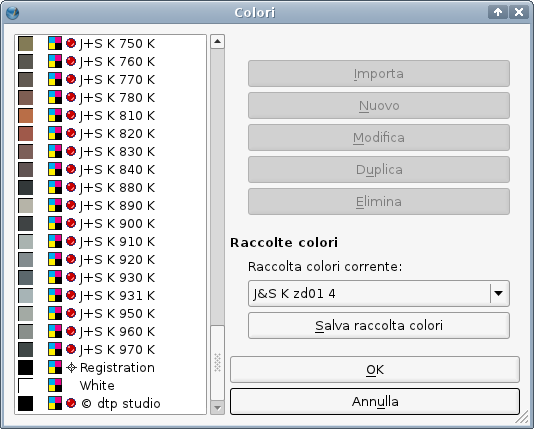 Colori
J+S K 750 K
J+S K 760 K
J+S K 770 K
J+S K 780 K
J+S K 810 K
J+S K 820 K
J+S K 830 K
J+S K 840 K
J+S K 880 K
J+S K 890 K
J+S K 900 K
J+S K 910 K
J+S K 920 K
J+S K 930 K
J+S K 931 K
J+S K 950 K
J+S K 960 K
J+S K 970 K
Registration
White
© dtp studio
Importa
Nuovo
Modifica
Duplica
Elimina
Raccolte colori
Raccolta colori corrente:
J&S K zd01 4
Salva raccolta colori
OK
Annulla